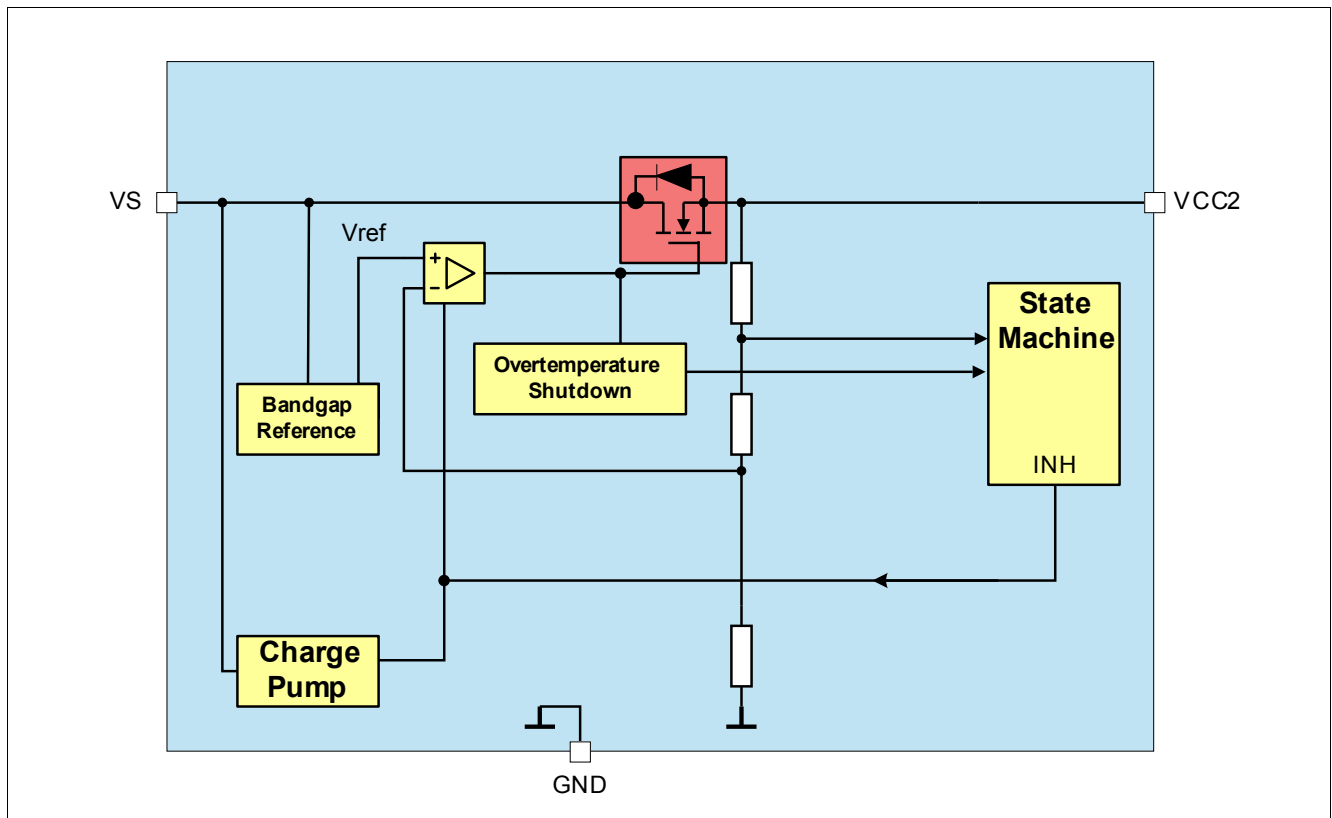 VS
VCC2
Vref
+
−
State
Machine
Overtemperature
Shutdown
Bandgap
Reference
INH
Charge
Pump
GND